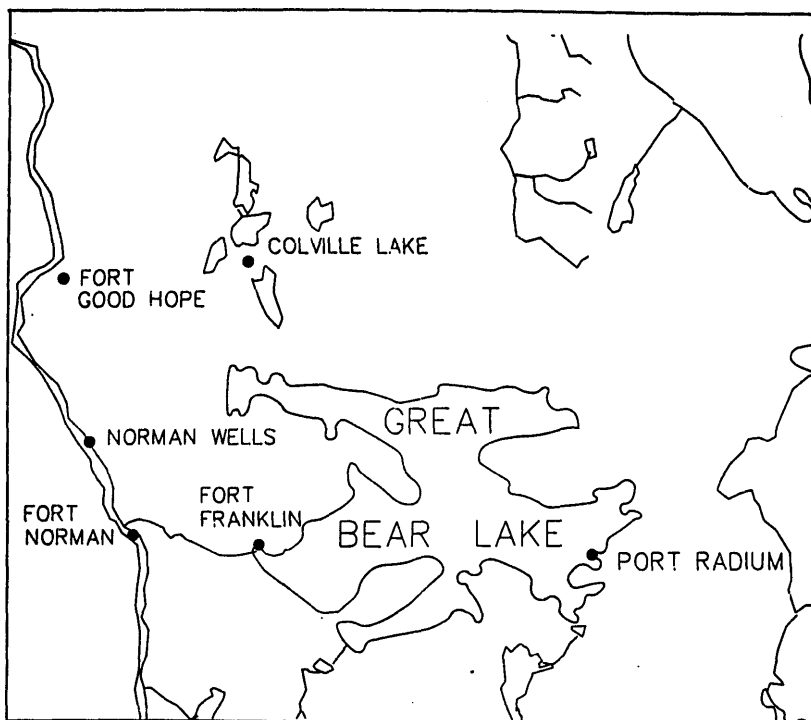 COLVILLE LAKE
FORT
GOOD HOPE
GREAT
NORMAN WELLS
FORT
FRANKLIN
FORT
NORMAN
BEAR LAKE
PORT RADIUM